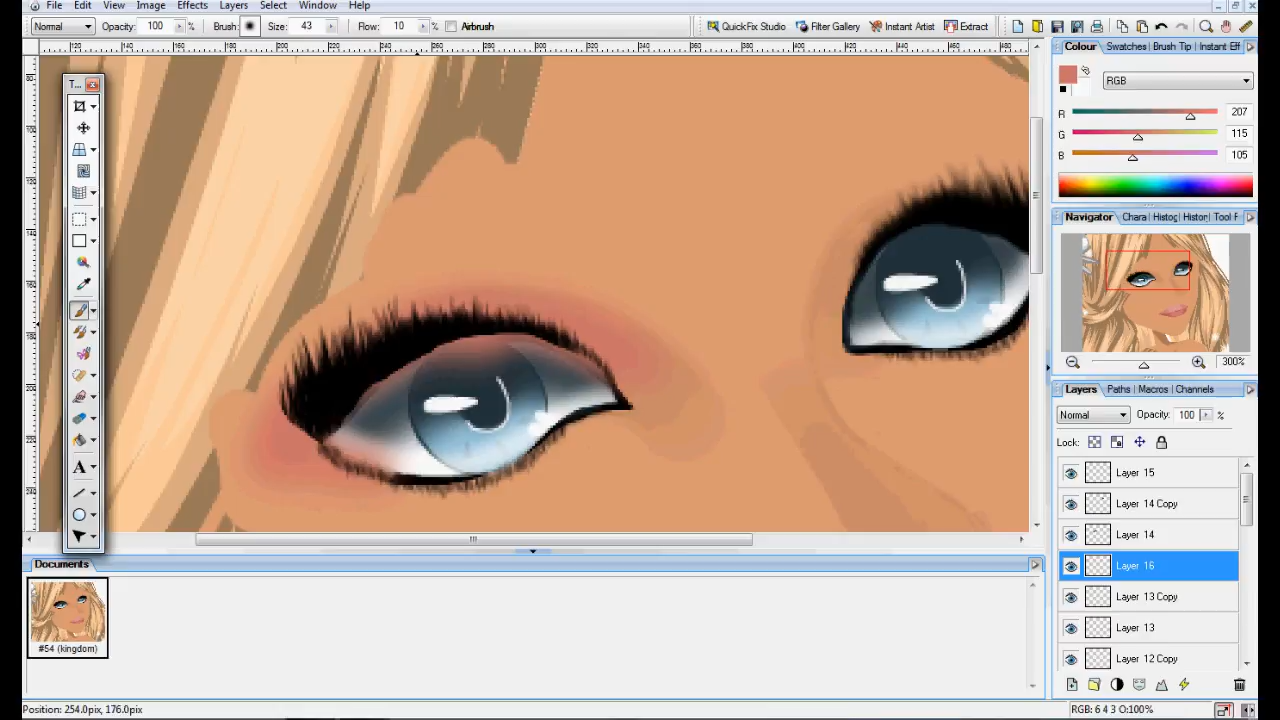 File Edit View Image Effects Layers Select Window Help
Normal Opacity: 100 % Brush: Size: 43 Flow: 10 % Airbrush QuickFix Studio Filter Gallery Instant Artist Extract
T...
Colour Swatches Brush Tip Instant Eff
RGB
R 207
G 115
B 105
Navigator Chara Histog Histor Tool F
300%
Layers Paths Macros Channels
Normal Opacity: 100 %
Lock:
Layer 15
Layer 14 Copy
Layer 14
Layer 16
Layer 13 Copy
Layer 13
Layer 12 Copy
Documents
#54 (kingdom)
Position: 254.0pix, 176.0pix
RGB: 6 4 3 O:100%